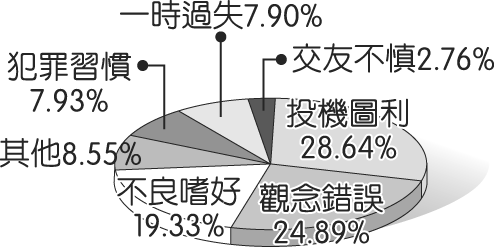 一時過失7.90%
犯罪習慣
7.93%
交友不慎2.76%
投機圖利
28.64%
其他8.55%
不良嗜好
19.33%
觀念錯誤
24.89%